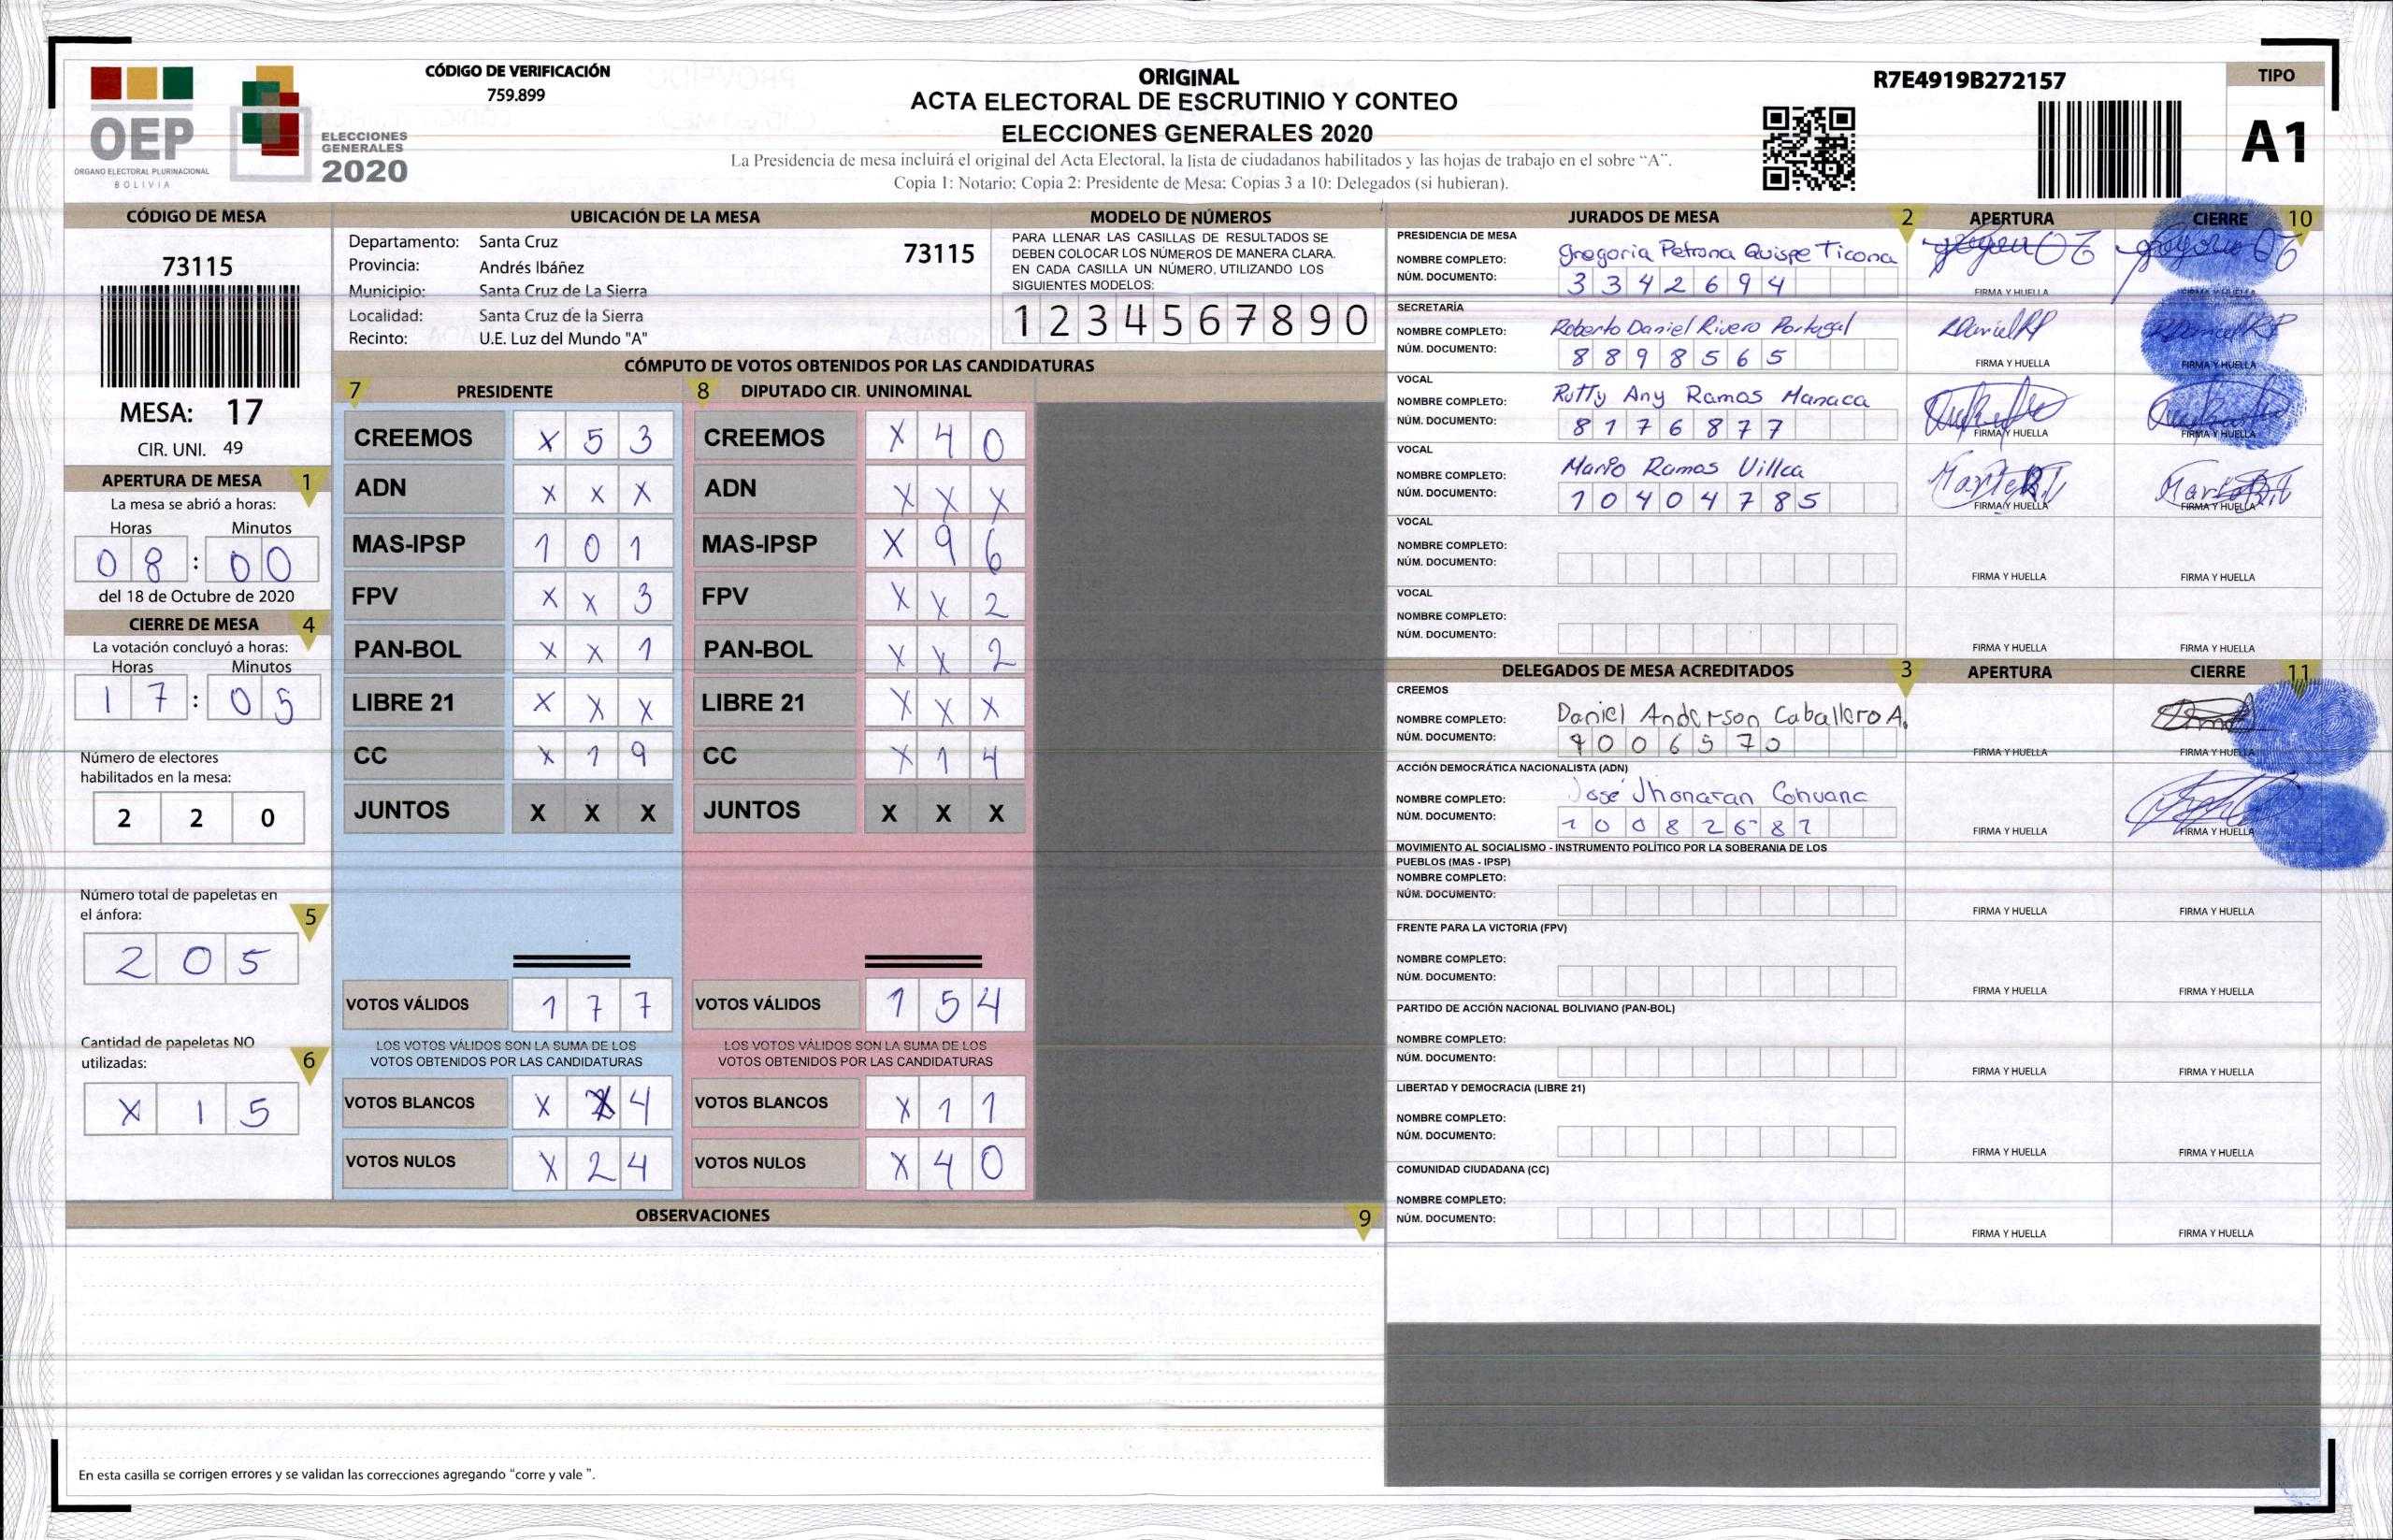 CÓDIGO DE VERIFICACIÓN
759.899
ORIGINAL
ACTA ELECTORAL DE ESCRUTINIO Y CONTEO
ELECCIONES GENERALES 2020
La Presidencia de mesa incluirá el original del Acta Electoral, la lista de ciudadanos habilitados y las hojas de trabajo en el sobre "A".
Copia 1: Notario; Copia 2: Presidente de Mesa; Copias 3 a 10: Delegados (si hubieran).
R7E4919B272157
TIPO
A1
OEP
ÓRGANO ELECTORAL PLURINACIONAL
BOLIVIA
ELECCIONES
GENERALES
2020
CÓDIGO DE MESA
73115
MESA: 17
CIR. UNI. 49
APERTURA DE MESA 1
La mesa se abrió a horas:
Horas Minutos
08 : 00
del 18 de Octubre de 2020
CIERRE DE MESA 4
La votación concluyó a horas:
Horas Minutos
17 : 05
Número de electores
habilitados en la mesa:
2 2 0
Número total de papeletas en
el ánfora: 5
2 0 5
Cantidad de papeletas NO
utilizadas: 6
X 1 5
UBICACIÓN DE LA MESA
Departamento: Santa Cruz 73115
Provincia: Andrés Ibáñez
Municipio: Santa Cruz de La Sierra
Localidad: Santa Cruz de la Sierra
Recinto: U.E. Luz del Mundo "A"
MODELO DE NÚMEROS
PARA LLENAR LAS CASILLAS DE RESULTADOS SE
DEBEN COLOCAR LOS NÚMEROS DE MANERA CLARA.
EN CADA CASILLA UN NÚMERO, UTILIZANDO LOS
SIGUIENTES MODELOS:
1 2 3 4 5 6 7 8 9 0
CÓMPUTO DE VOTOS OBTENIDOS POR LAS CANDIDATURAS
7 PRESIDENTE
CREEMOS X 5 3
ADN X X X
MAS-IPSP 1 0 1
FPV X X 3
PAN-BOL X X 1
LIBRE 21 X X X
CC X 1 9
JUNTOS X X X
VOTOS VÁLIDOS 1 7 7
LOS VOTOS VÁLIDOS SON LA SUMA DE LOS
VOTOS OBTENIDOS POR LAS CANDIDATURAS
VOTOS BLANCOS X X 4
VOTOS NULOS X 2 4
8 DIPUTADO CIR. UNINOMINAL
CREEMOS X 4 0
ADN X X X
MAS-IPSP X 9 6
FPV X X 2
PAN-BOL X X 2
LIBRE 21 X X X
CC X 1 4
JUNTOS X X X
VOTOS VÁLIDOS 1 5 4
LOS VOTOS VÁLIDOS SON LA SUMA DE LOS
VOTOS OBTENIDOS POR LAS CANDIDATURAS
VOTOS BLANCOS X 1 1
VOTOS NULOS X 4 0
OBSERVACIONES 9
En esta casilla se corrigen errores y se validan las correcciones agregando "corre y vale ".
JURADOS DE MESA 2 APERTURA CIERRE 10
PRESIDENCIA DE MESA
NOMBRE COMPLETO: Gregoria Petrona Quispe Ticona
NÚM. DOCUMENTO: 3342694
FIRMA Y HUELLA FIRMA Y HUELLA
SECRETARÍA
NOMBRE COMPLETO: Roberto Daniel Rivero Portugal
NÚM. DOCUMENTO: 8898565
FIRMA Y HUELLA FIRMA Y HUELLA
VOCAL
NOMBRE COMPLETO: Rutty Any Ramos Manaca
NÚM. DOCUMENTO: 8176877
FIRMA Y HUELLA FIRMA Y HUELLA
VOCAL
NOMBRE COMPLETO: Mario Ramos Villca
NÚM. DOCUMENTO: 10404785
FIRMA Y HUELLA FIRMA Y HUELLA
VOCAL
NOMBRE COMPLETO:
NÚM. DOCUMENTO:
FIRMA Y HUELLA FIRMA Y HUELLA
VOCAL
NOMBRE COMPLETO:
NÚM. DOCUMENTO:
FIRMA Y HUELLA FIRMA Y HUELLA
DELEGADOS DE MESA ACREDITADOS 3 APERTURA CIERRE 11
CREEMOS
NOMBRE COMPLETO: Daniel Anderson Caballero A.
NÚM. DOCUMENTO: 9006570
FIRMA Y HUELLA FIRMA Y HUELLA
ACCIÓN DEMOCRÁTICA NACIONALISTA (ADN)
NOMBRE COMPLETO: José Jhonatan
NÚM. DOCUMENTO: 10082687
FIRMA Y HUELLA FIRMA Y HUELLA
MOVIMIENTO AL SOCIALISMO - INSTRUMENTO POLÍTICO POR LA SOBERANIA DE LOS
PUEBLOS (MAS - IPSP)
NOMBRE COMPLETO:
NÚM. DOCUMENTO:
FIRMA Y HUELLA FIRMA Y HUELLA
FRENTE PARA LA VICTORIA (FPV)
NOMBRE COMPLETO:
NÚM. DOCUMENTO:
FIRMA Y HUELLA FIRMA Y HUELLA
PARTIDO DE ACCIÓN NACIONAL BOLIVIANO (PAN-BOL)
NOMBRE COMPLETO:
NÚM. DOCUMENTO:
FIRMA Y HUELLA FIRMA Y HUELLA
LIBERTAD Y DEMOCRACIA (LIBRE 21)
NOMBRE COMPLETO:
NÚM. DOCUMENTO:
FIRMA Y HUELLA FIRMA Y HUELLA
COMUNIDAD CIUDADANA (CC)
NOMBRE COMPLETO:
NÚM. DOCUMENTO:
FIRMA Y HUELLA FIRMA Y HUELLA